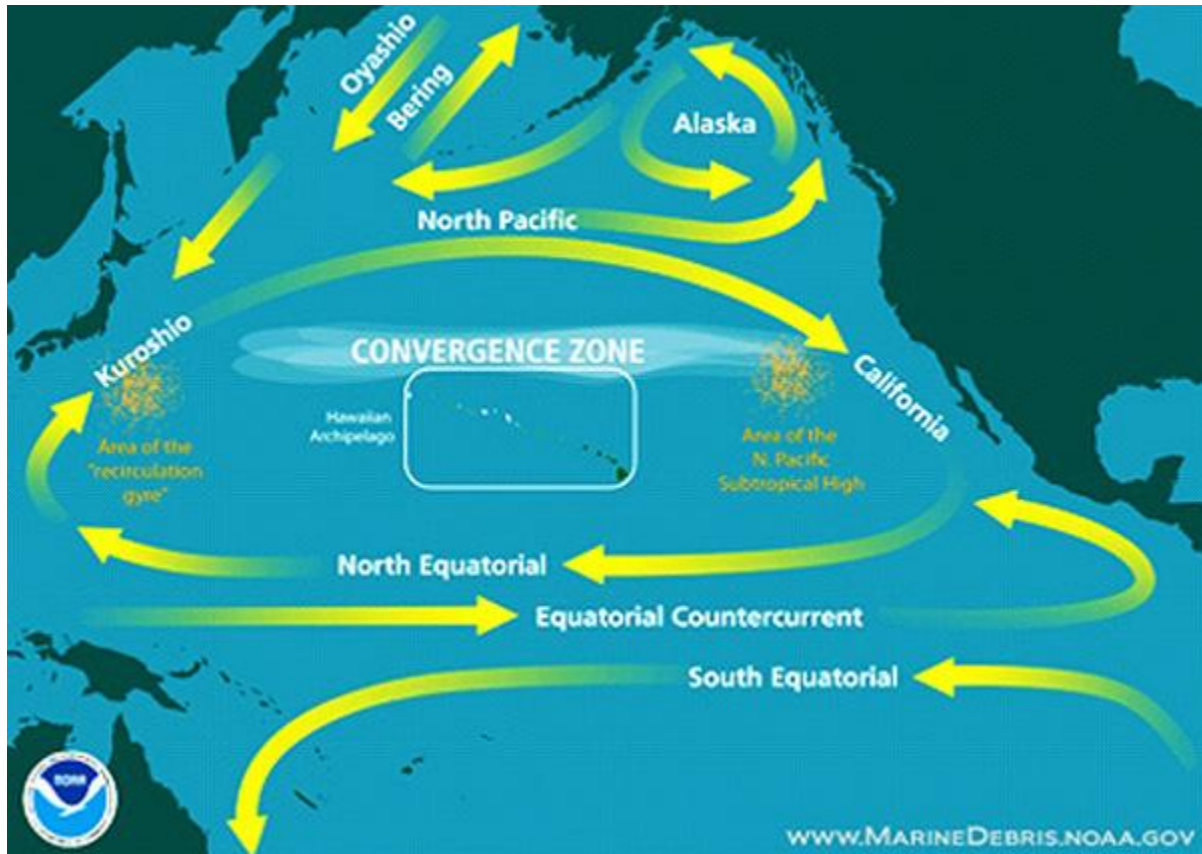 Oyashio
Bering
Alaska
North Pacific
Kuroshio
CONVERGENCE ZONE
California
Hawaiian
Archipelago
Area of the
"recirculation
gyre"
Area of the
N. Pacific
Subtropical High
North Equatorial
Equatorial Countercurrent
South Equatorial
NOAA
WWW.MARINEDEBRIS.NOAA.GOV